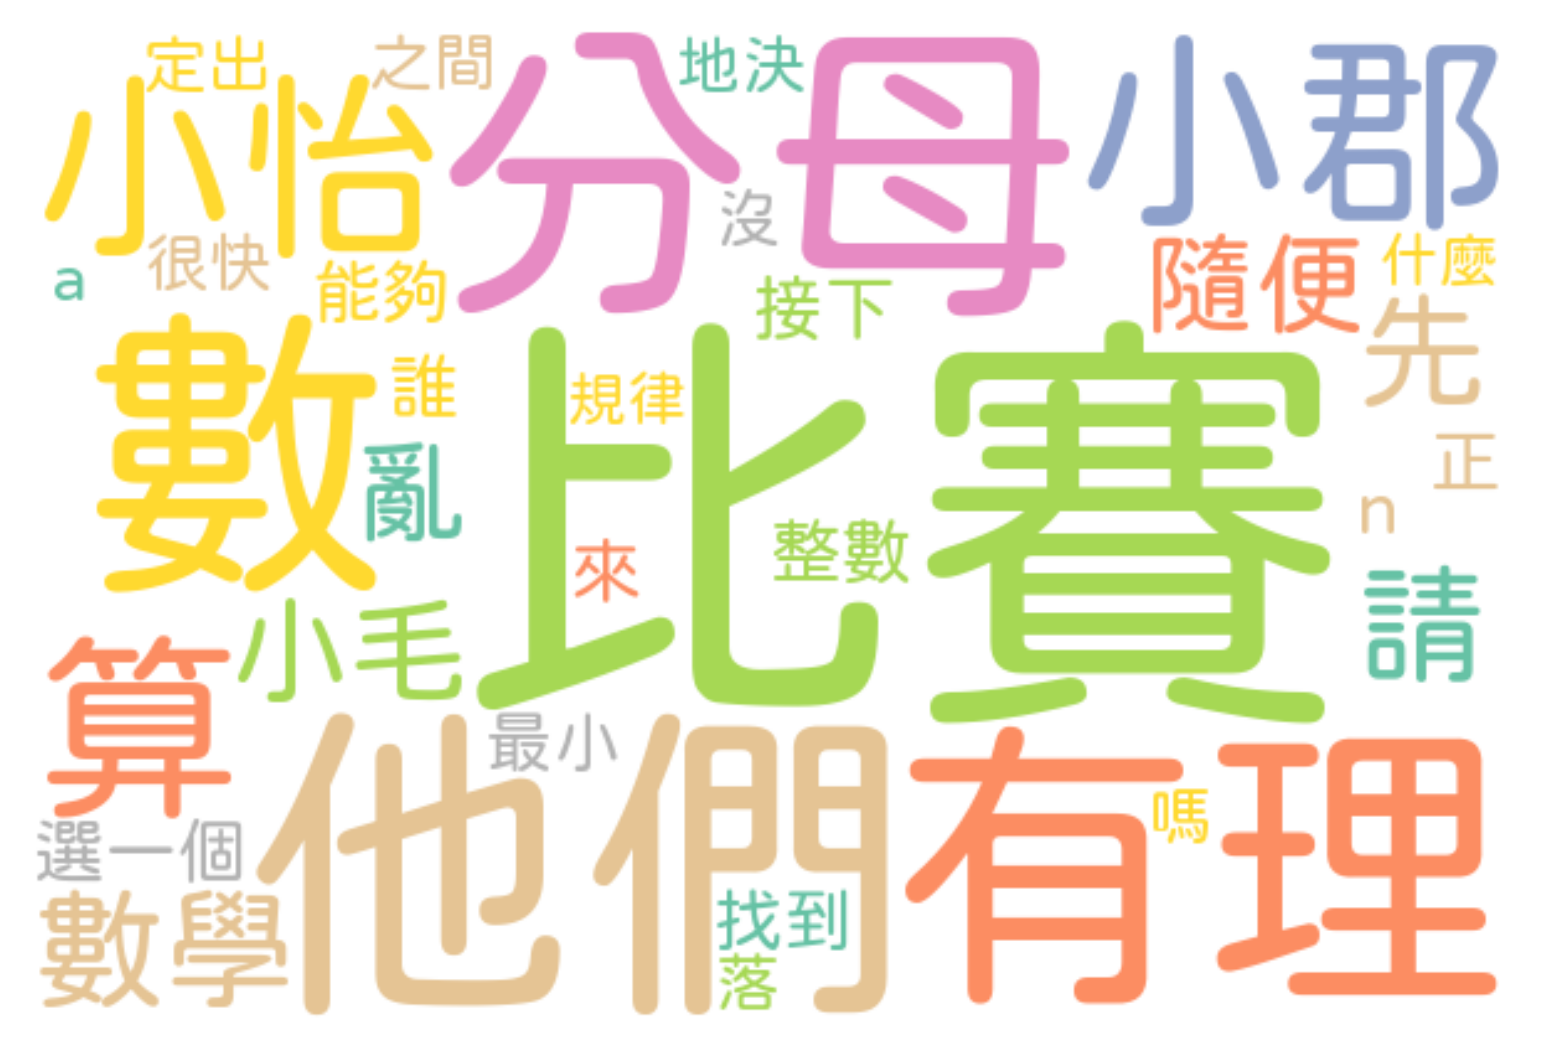 定出
之間
地決
小怡
分母
小郡
沒
很快
a
能夠
接下
隨便
什麼
數
誰
規律
比賽
先
亂
正
n
來
整數
請
小毛
算
最小
他們
有理
嗎
選一個
數學
找到
落